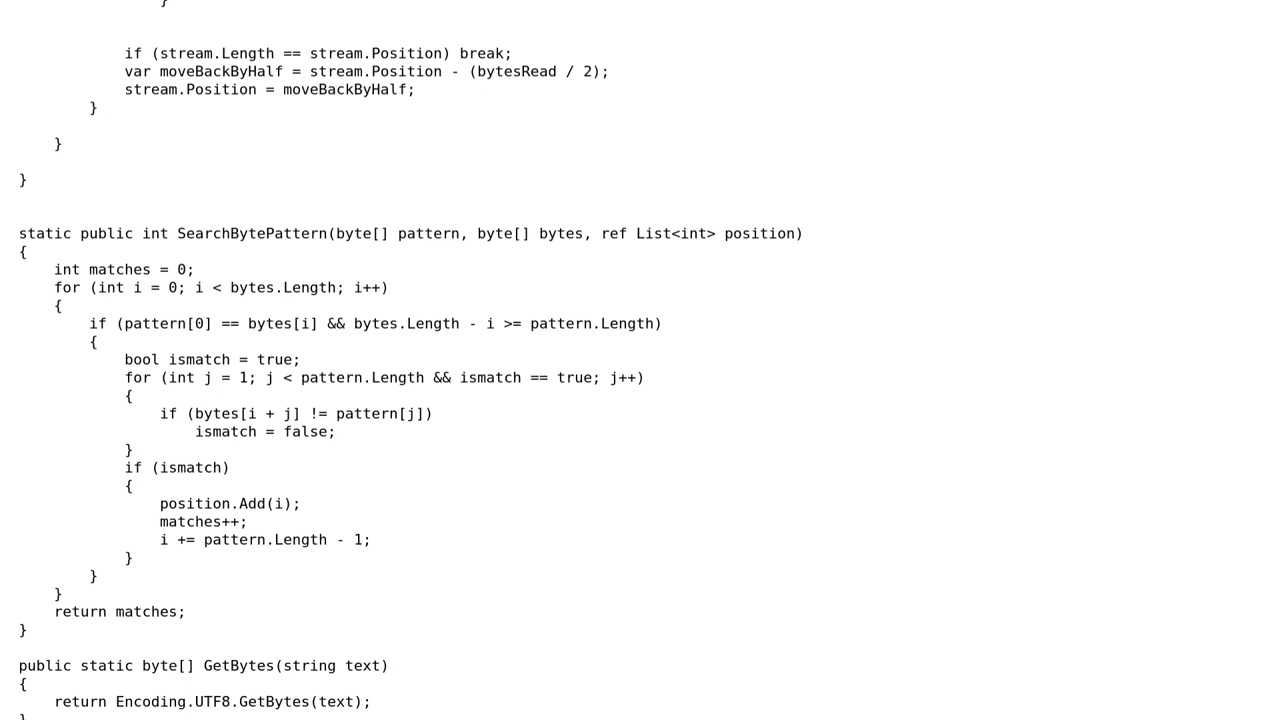 }
if (stream.Length == stream.Position) break;
var moveBackByHalf = stream.Position - (bytesRead / 2);
stream.Position = moveBackByHalf;
}
}
}
static public int SearchBytePattern(byte[] pattern, byte[] bytes, ref List<int> position)
{
int matches = 0;
for (int i = 0; i < bytes.Length; i++)
{
if (pattern[0] == bytes[i] && bytes.Length - i >= pattern.Length)
{
bool ismatch = true;
for (int j = 1; j < pattern.Length && ismatch == true; j++)
{
if (bytes[i + j] != pattern[j])
ismatch = false;
}
if (ismatch)
{
position.Add(i);
matches++;
i += pattern.Length - 1;
}
}
}
return matches;
}
public static byte[] GetBytes(string text)
{
return Encoding.UTF8.GetBytes(text);
}